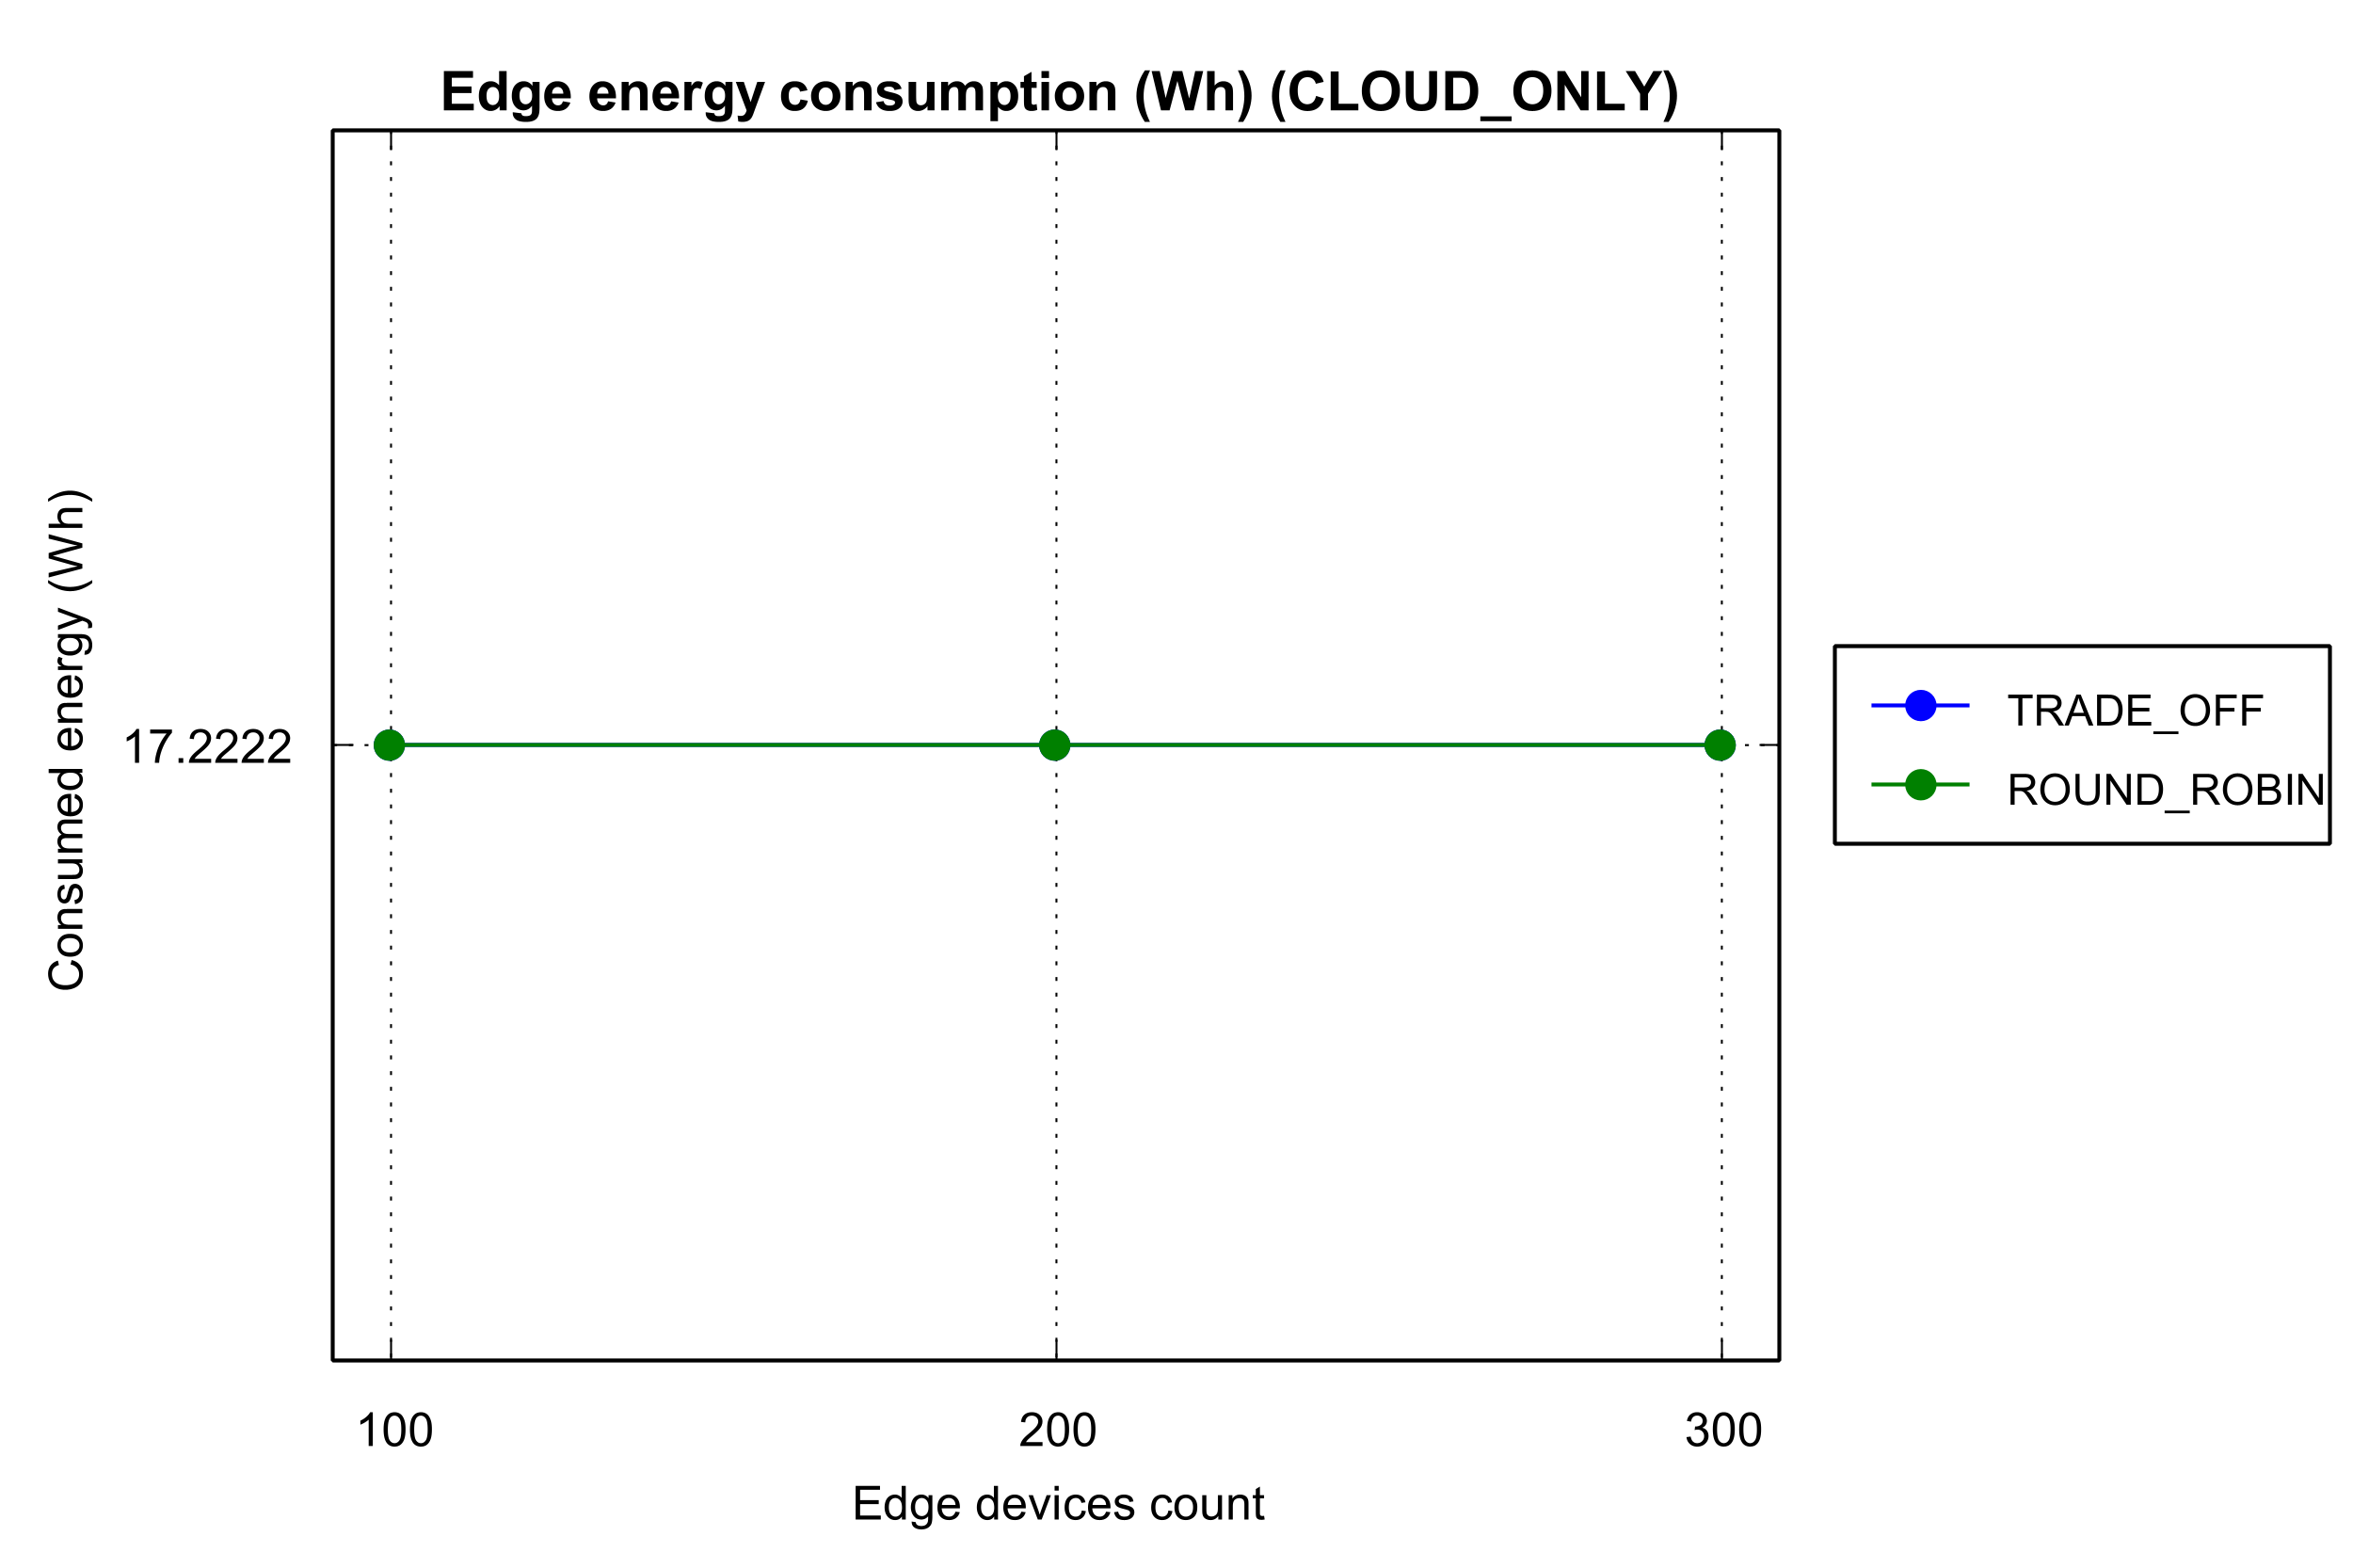 Edge energy consumption (Wh) (CLOUD_ONLY)
Consumed energy (Wh)
17.2222
TRADE_OFF
ROUND_ROBIN
100 200 300
Edge devices count